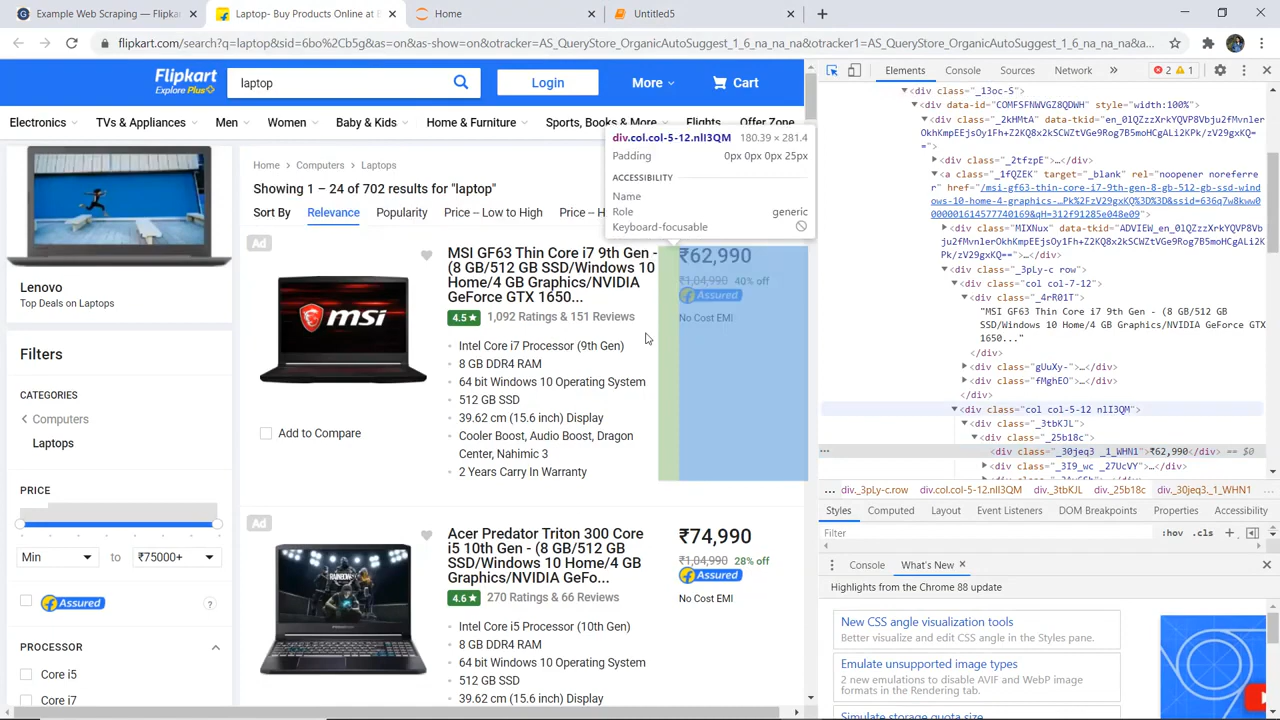 Example Scraping — Flipkar
Laptop- Buy Products Online at B
Home
Untitled5
flipkart.com/search?q=laptop&sid=6bo%2Cb5g&as=on&as-show=on&otracker=AS_QueryStore_OrganicAutoSuggest_1_6_na_na_na&otracker1=AS_QueryStore_OrganicAutoSuggest_1_6_na_na_na&a...
Flipkart
Explore Plus
laptop
Login
More
Cart
Electronics
TVs & Appliances
Men
Women
Baby & Kids
Home & Furniture
Sports, Books & More
Flights
Offer Zone
Lenovo
Top Deals on Laptops
Filters
CATEGORIES
Computers
Laptops
PRICE
Min
to
₹75000+
Assured
?
PROCESSOR
Core i5
Core i7
Home
Computers
Laptops
Showing 1 – 24 of 702 results for "laptop"
Sort By
Relevance
Popularity
Price -- Low to High
Price -- H
Ad
msi
Add to Compare
MSI GF63 Thin Core i7 9th Gen -
(8 GB/512 GB SSD/Windows 10
Home/4 GB Graphics/NVIDIA
GeForce GTX 1650...
4.5
1,092 Ratings & 151 Reviews
Intel Core i7 Processor (9th Gen)
8 GB DDR4 RAM
64 bit Windows 10 Operating System
512 GB SSD
39.62 cm (15.6 inch) Display
Cooler Boost, Audio Boost, Dragon
Center, Nahimic 3
2 Years Carry In Warranty
₹62,990
₹1,04,990 40% off
Assured
No Cost EMI
Ad
Acer Predator Triton 300 Core
i5 10th Gen - (8 GB/512 GB
SSD/Windows 10 Home/4 GB
Graphics/NVIDIA GeFo...
4.6
270 Ratings & 66 Reviews
Intel Core i5 Processor (10th Gen)
8 GB DDR4 RAM
64 bit Windows 10 Operating System
512 GB SSD
39.62 cm (15.6 inch) Display
₹74,990
₹1,04,990 28% off
Assured
No Cost EMI
div.col.col-5-12.nlI3QM
180.39 × 281.4
Padding
0px 0px 0px 25px
ACCESSIBILITY
Name
Role
generic
Keyboard-focusable
Elements
Console
Sources
Network
2
1
<div class="_13oc-S">
<div data-id="COMFSFNWVGZ8QDWH" style="width:100%">
<div class="_2kHMtA" data-tkid="en_0lQZzzXrkYQVP8Vbju2fMvnler
OkhKmpEEjsOy1Fh+Z2KQ8x2kSCWZtVGe9Rog7B5moHCgALi2KPk/zV29gxKQ=
=">
<div class="_2tfzpE">…</div>
<a class="_1fQZEK" target="_blank" rel="noopener noreferre
r" href="/msi-gf63-thin-core-i7-9th-gen-8-gb-512-gb-ssd-wind
</div>
<div class="_3pLy-c row">
<div class="col col-7-12">
<div class="_4rR01T">
"MSI GF63 Thin Core i7 9th Gen - (8 GB/512 GB
SSD/Windows 10 Home/4 GB Graphics/NVIDIA GeForce GTX
1650..."
</div>
<div class="gUuXy-">…</div>
<div class="fMghEO">…</div>
</div>
<div class="col col-5-12 nlI3QM">
<div class="_3tbKJL">
<div class="_25b18c">
<div class="_30jeq3 _1_WHN1">₹62,990</div> == $0
<div class="_3I9_wc _27UcVY">…</div>
div._3pLy-c.row
div.col.col-5-12.nlI3QM
div._3tbKJL
div._25b18c
div._30jeq3._1_WHN1
Styles
Computed
Layout
Event Listeners
DOM Breakpoints
Properties
Accessibility
Filter
:hov
.cls
Console
What's New
Highlights from the Chrome 88 update
New CSS angle visualization tools
Better visualize and edit CSS angle in the Styles pane.
Emulate unsupported image types
2 new emulations to disable AVIF and WebP image
formats in the Rendering tab.
Simulate storage quota size